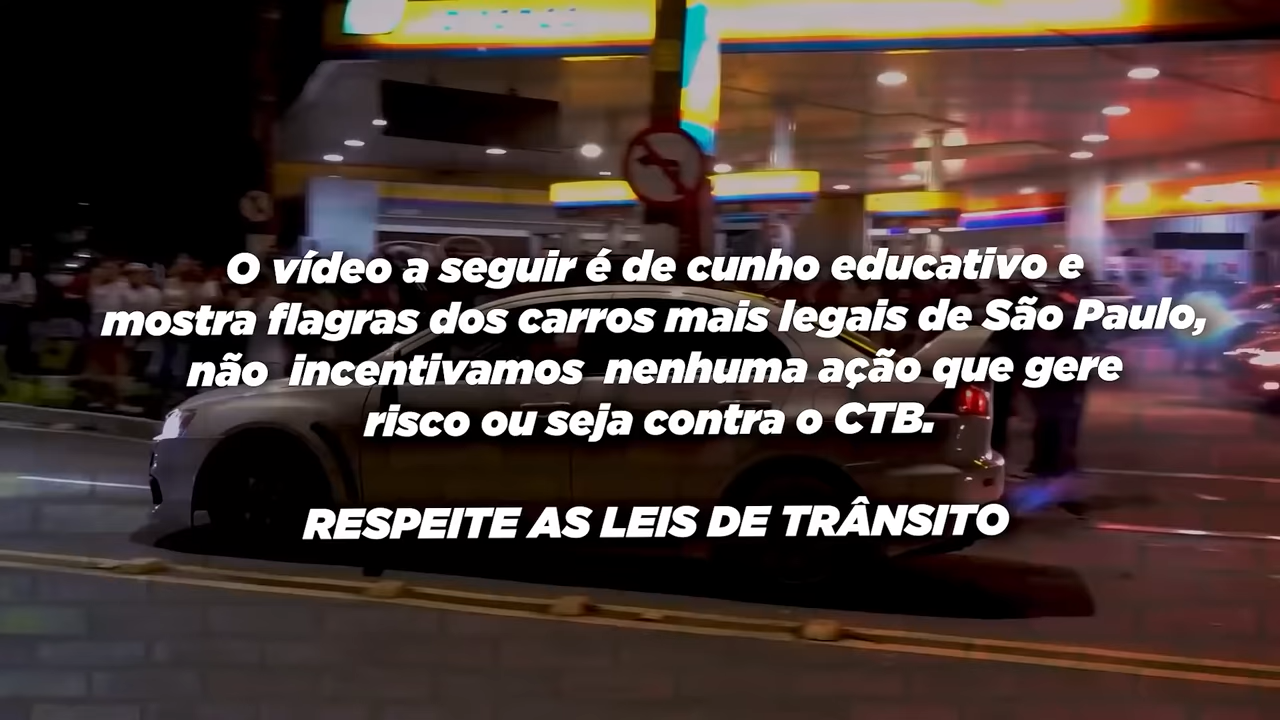 O vídeo a seguir é de cunho educativo e
mostra flagras dos carros mais legais de São Paulo,
não incentivamos nenhuma ação que gere
risco ou seja contra o CTB.
RESPEITE AS LEIS DE TRÂNSITO